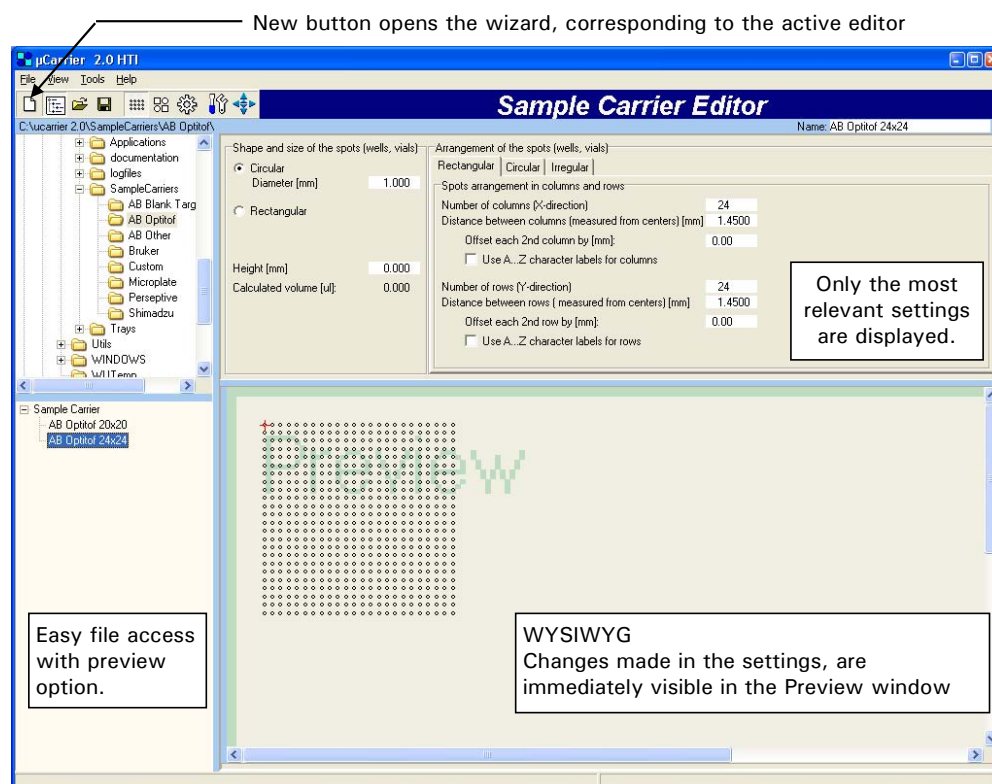 New button opens the wizard, corresponding to the active editor
µCarrier 2.0 HTI
File View Tools Help
Sample Carrier Editor
C:\ucarrier 2.0\SampleCarriers\AB Optitof\
Name: AB Optitof 24x24
Applications
documentation
logfiles
SampleCarriers
AB Blank Targ
AB Optitof
AB Other
Bruker
Custom
Microplate
Perseptive
Shimadzu
Trays
Utils
WINDOWS
WUTemp
Shape and size of the spots (wells, vials)
Circular
Diameter [mm] 1.000
Rectangular
Height [mm] 0.000
Calculated volume [ul]: 0.000
Arrangement of the spots (wells, vials)
Rectangular Circular Irregular
Spots arrangement in columns and rows
Number of columns (X-direction) 24
Distance between columns (measured from centers) [mm] 1.4500
Offset each 2nd column by [mm]: 0.00
Use A...Z character labels for columns
Number of rows (Y-direction) 24
Distance between rows ( measured from centers) [mm] 1.4500
Offset each 2nd row by [mm]: 0.00
Use A...Z character labels for rows
Only the most
relevant settings
are displayed.
Sample Carrier
AB Optitof 20x20
AB Optitof 24x24
Preview
Easy file access
with preview
option.
WYSIWYG
Changes made in the settings, are
immediately visible in the Preview window